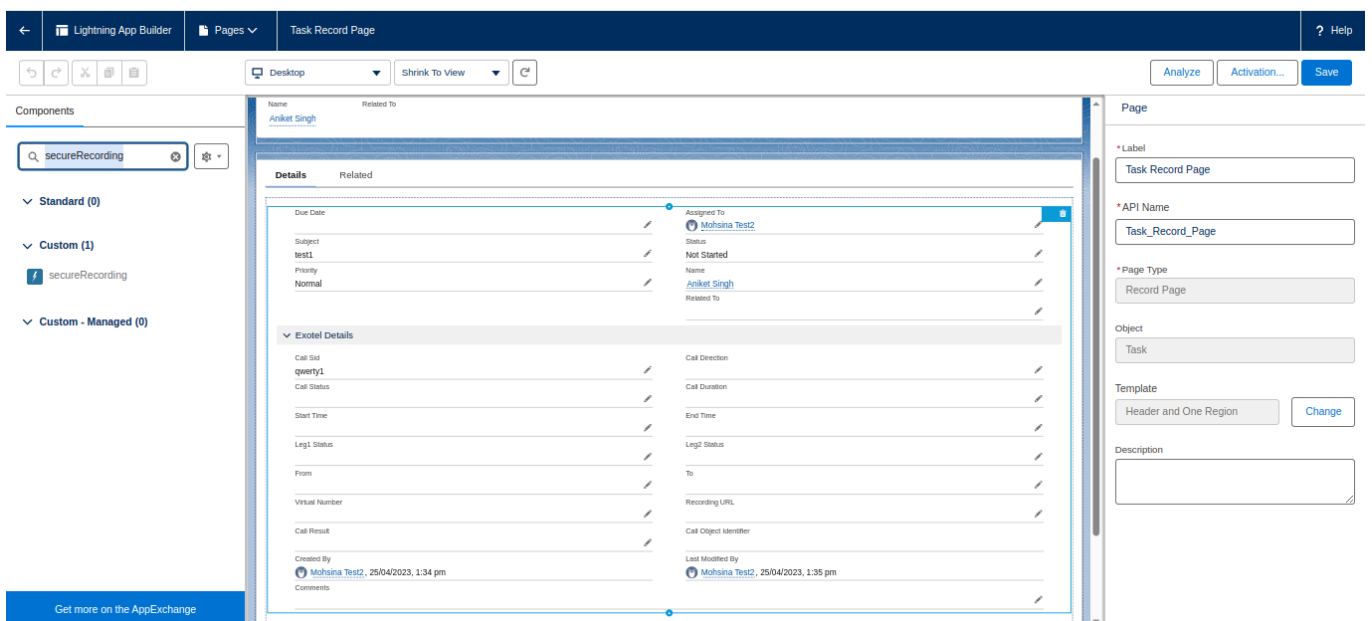 Lightning App Builder
Pages
Task Record Page
? Help
Desktop
Shrink To View
Analyze
Activation...
Save
Components
secureRecording
Standard (0)
Custom (1)
secureRecording
Custom - Managed (0)
Get more on the AppExchange
Name Related To
Aniket Singh
Details Related
Due Date Assigned To
Mohsina Test2
Subject Status
test1 Not Started
Priority Name
Normal Aniket Singh
Related To
Exotel Details
Call Sid Call Direction
qwerty1
Call Status Call Duration
Start Time End Time
Leg1 Status Leg2 Status
From To
Virtual Number Recording URL
Call Result Call Object Identifier
Created By Last Modified By
Mohsina Test2, 25/04/2023, 1:34 pm Mohsina Test2, 25/04/2023, 1:35 pm
Comments
Page
*Label
Task Record Page
*API Name
Task_Record_Page
*Page Type
Record Page
Object
Task
Template
Header and One Region
Change
Description